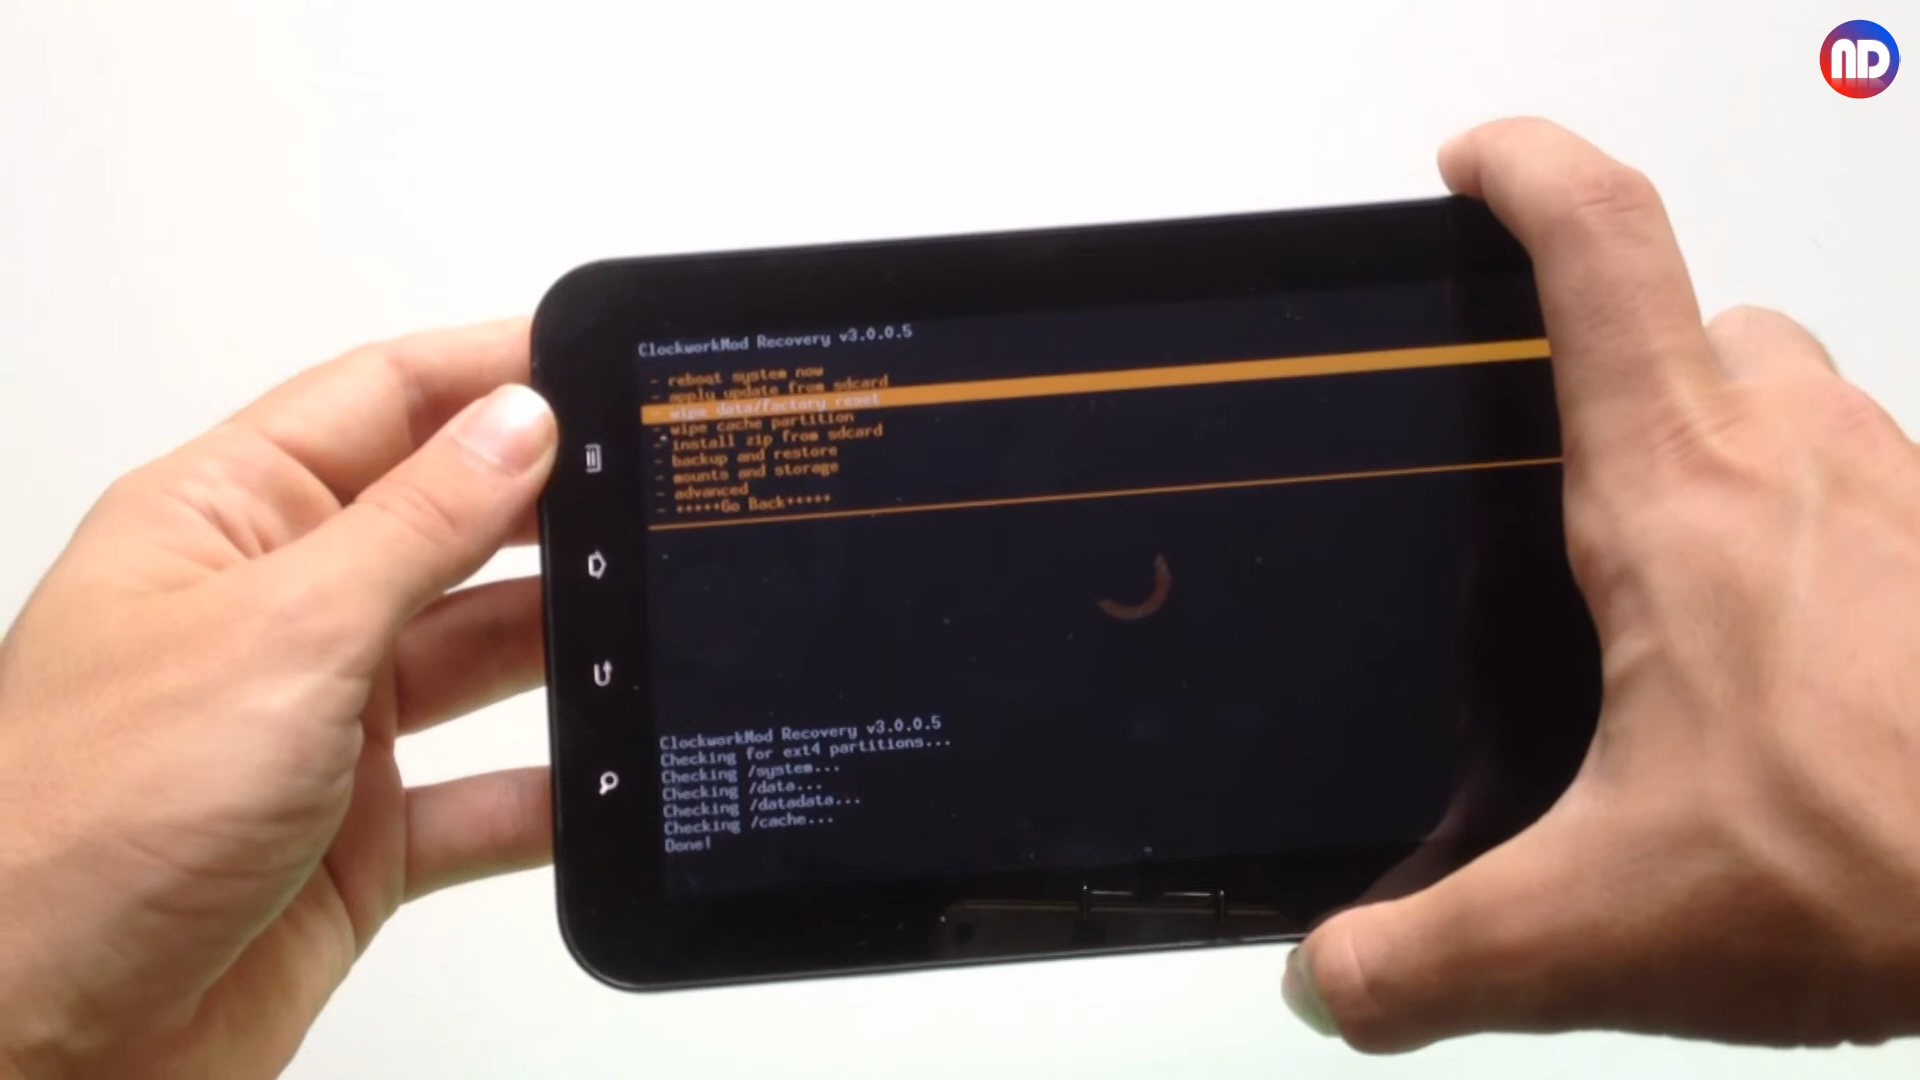 ND
ClockworkMod Recovery v3.0.0.5
- reboot system now
- apply update from sdcard
- wipe data/factory reset
- wipe cache partition
- install zip from sdcard
- backup and restore
- mounts and storage
- advanced
- +++++Go Back+++++
ClockworkMod Recovery v3.0.0.5
Checking for ext4 partitions...
Checking /system...
Checking /data...
Checking /datadata...
Checking /cache...
Done!